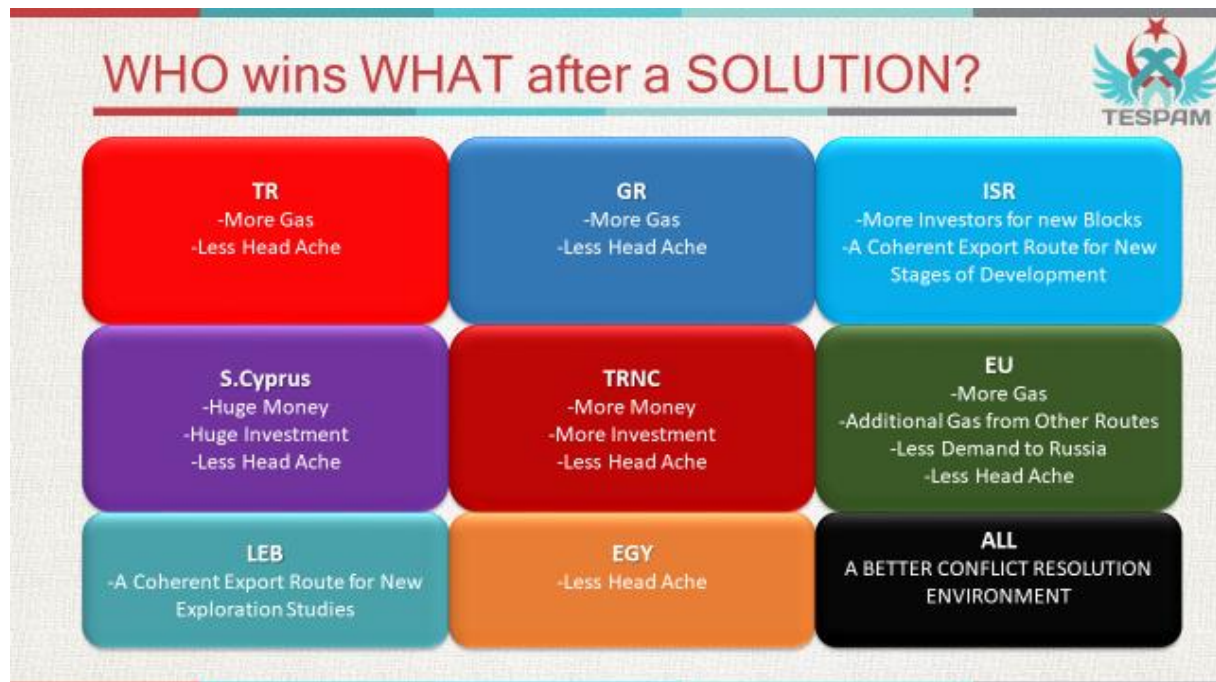 WHO wins WHAT after a SOLUTION?
TESPAM
TR
-More Gas
-Less Head Ache
GR
-More Gas
-Less Head Ache
ISR
-More Investors for new Blocks
-A Coherent Export Route for New
Stages of Development
S.Cyprus
-Huge Money
-Huge Investment
-Less Head Ache
TRNC
-More Money
-More Investment
-Less Head Ache
EU
-More Gas
-Additional Gas from Other Routes
-Less Demand to Russia
-Less Head Ache
LEB
-A Coherent Export Route for New
Exploration Studies
EGY
-Less Head Ache
ALL
A BETTER CONFLICT RESOLUTION
ENVIRONMENT